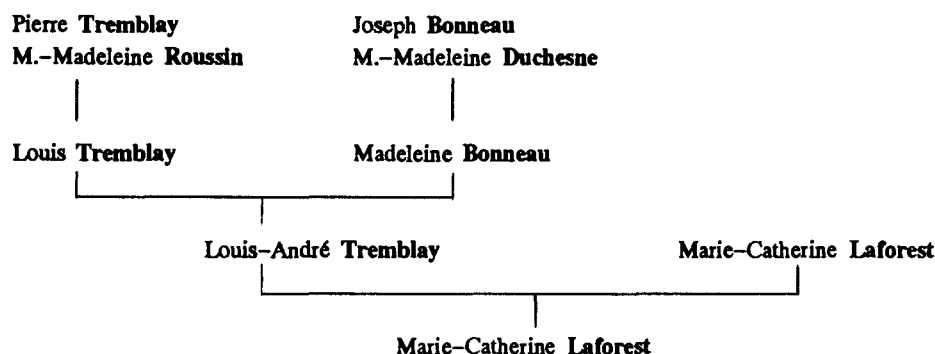 Pierre Tremblay Joseph Bonneau
M.-Madeleine Roussin M.-Madeleine Duchesne
Louis Tremblay Madeleine Bonneau
Louis-André Tremblay Marie-Catherine Laforest
Marie-Catherine Laforest